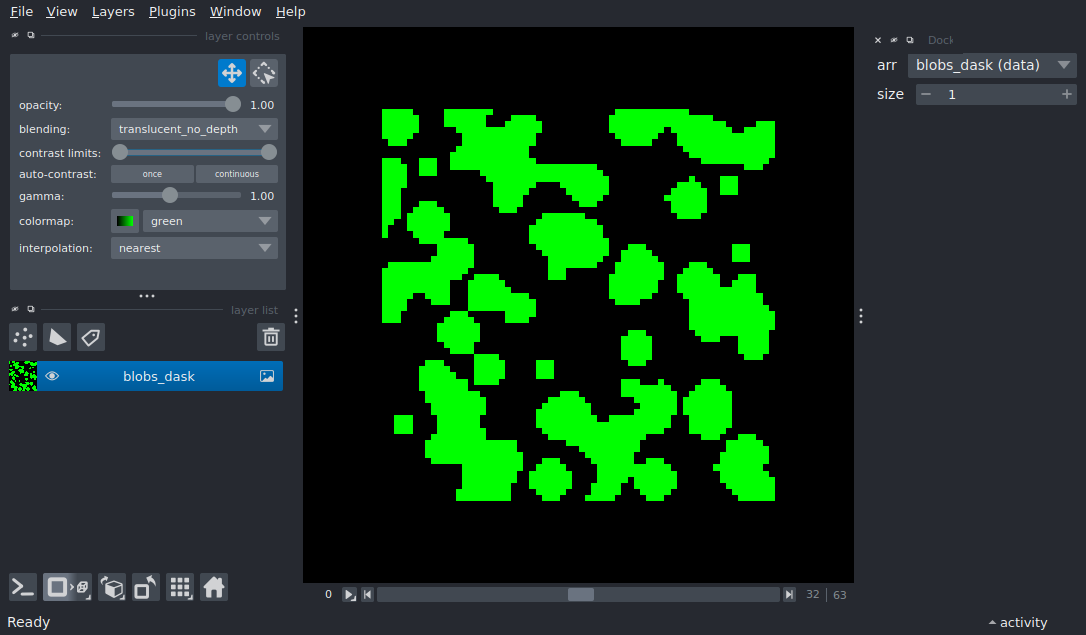 File View Layers Plugins Window Help
layer controls
opacity: 1.00
blending: translucent_no_depth
contrast limits:
auto-contrast: once continuous
gamma: 1.00
colormap: green
interpolation: nearest
layer list
blobs_dask
Dock
arr blobs_dask (data)
size 1
0 32 63
Ready
activity